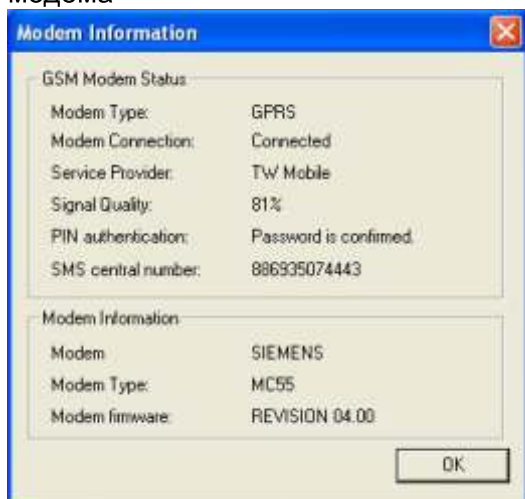 модема
Modem Information
GSM Modem Status
Modem Type: GPRS
Modem Connection: Connected
Service Provider: TW Mobile
Signal Quality: 81%
PIN authentication: Password is confirmed.
SMS central number: 886935074443
Modem Information
Modem SIEMENS
Modem Type: MC55
Modem firmware: REVISION 04.00
OK